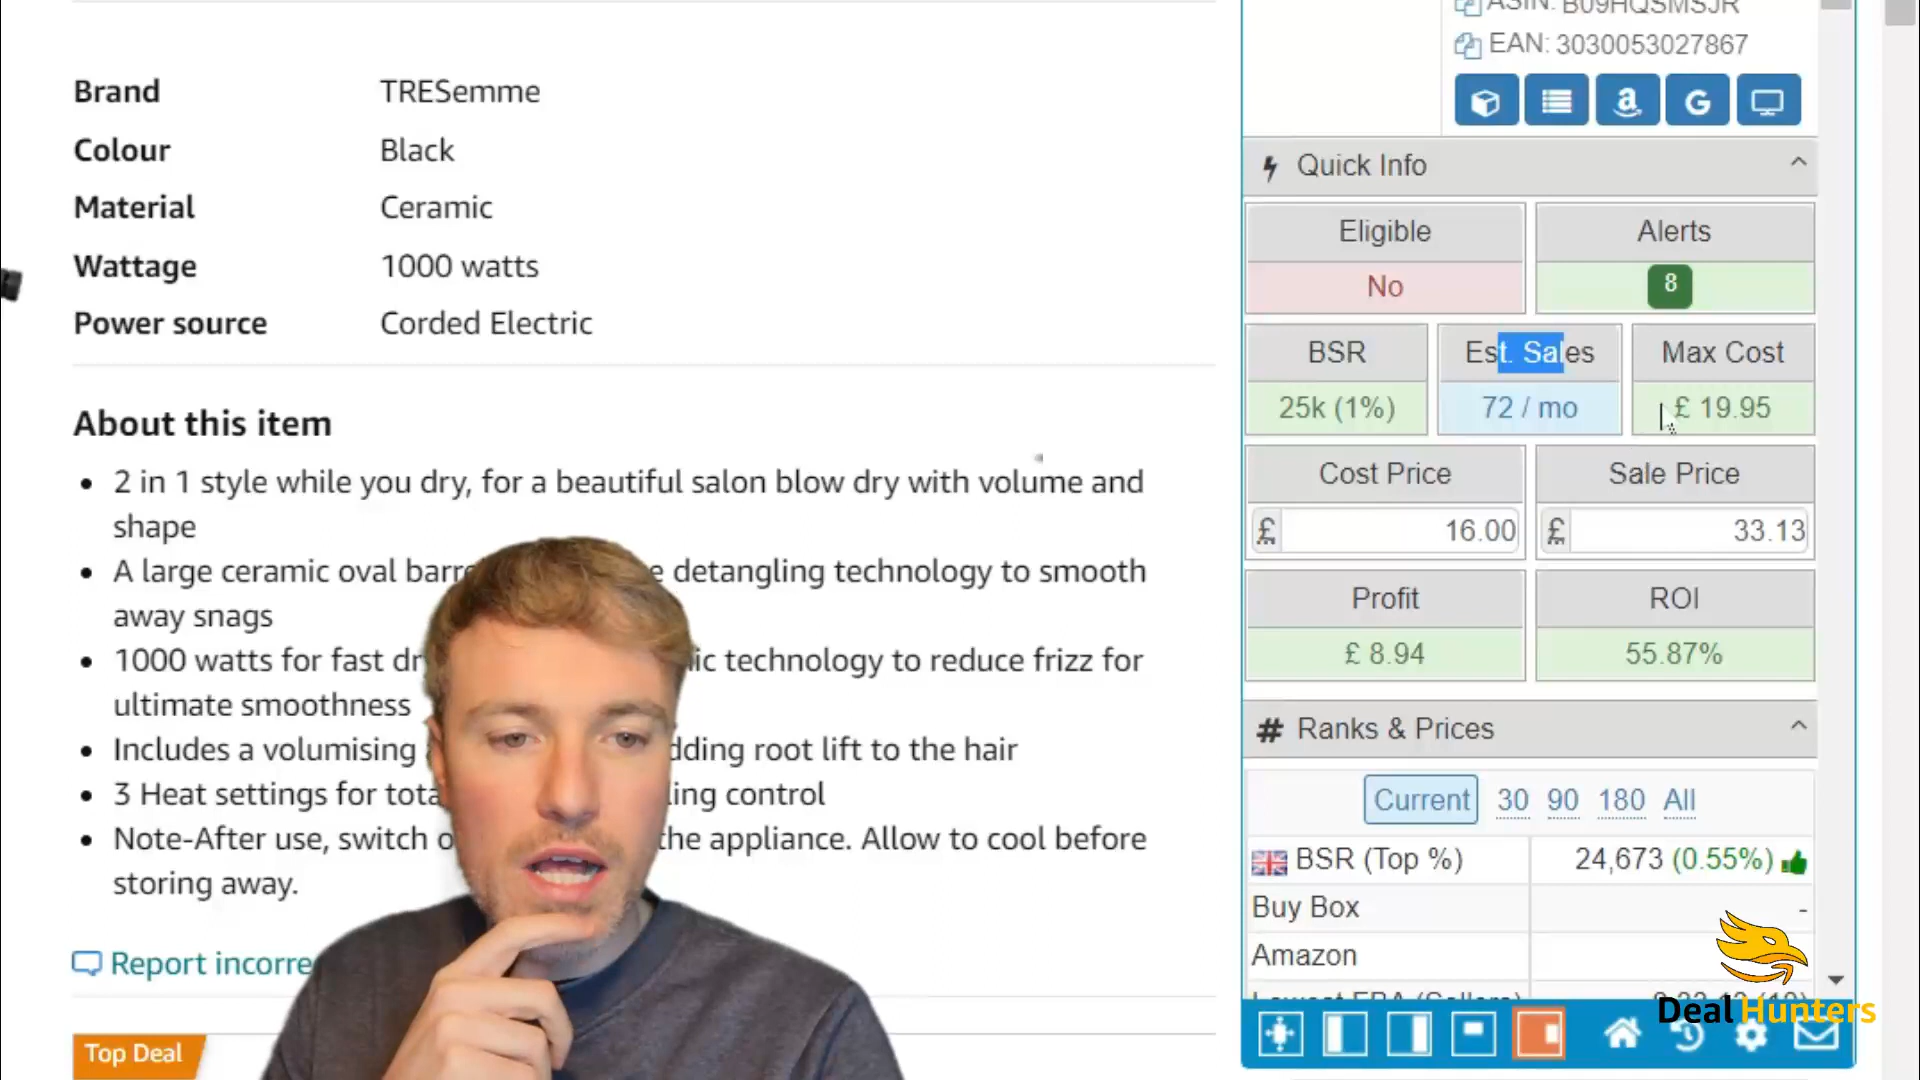 Brand TRESemme
Colour Black
Material Ceramic
Wattage 1000 watts
Power source Corded Electric
About this item
2 in 1 style while you dry, for a beautiful salon blow dry with volume and
shape
A large ceramic oval barre detangling technology to smooth
away snags
1000 watts for fast technology to reduce frizz for
ultimate smoothness
Includes a volumising root lift to the hair
3 Heat settings for control
Note-After use, switch the appliance. Allow to cool before
storing away.
Report incorre
Top Deal
ASIN: B09HQSMSJR
EAN: 3030053027867
Quick Info
Eligible Alerts
No 8
BSR Est. Sales Max Cost
25k (1%) 72 / mo £ 19.95
Cost Price Sale Price
£ 16.00 £ 33.13
Profit ROI
£ 8.94 55.87%
# Ranks & Prices
Current 30 90 180 All
BSR (Top %) 24,673 (0.55%)
Buy Box -
Amazon
Lowest FBA (Sellers)
Deal Hunters